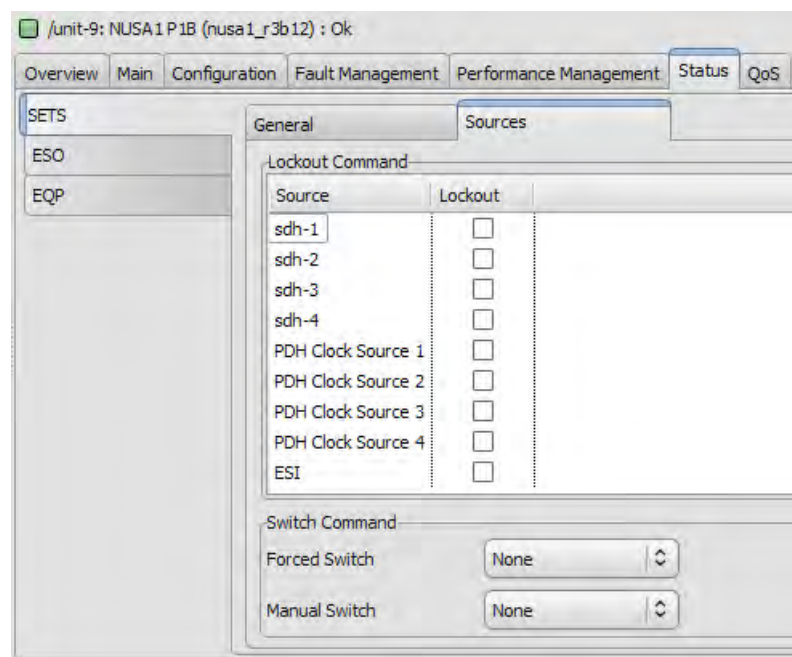 /unit-9: NUSA1 P1B (nusa1_r3b12) : Ok
Overview Main Configuration Fault Management Performance Management Status QoS
SETS
ESO
EQP
General Sources
Lockout Command
Source Lockout
sdh-1
sdh-2
sdh-3
sdh-4
PDH Clock Source 1
PDH Clock Source 2
PDH Clock Source 3
PDH Clock Source 4
ESI
Switch Command
Forced Switch None
Manual Switch None